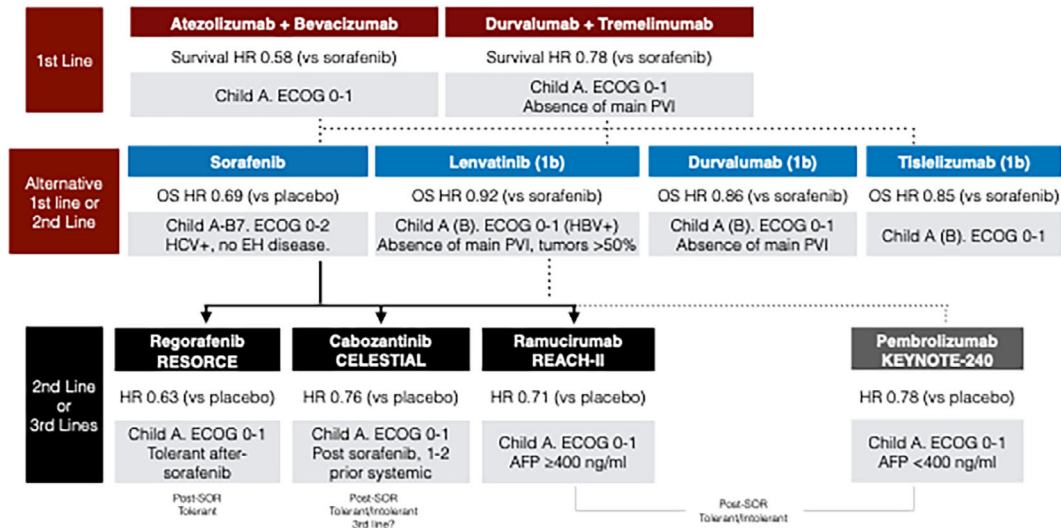 Atezolizumab + Bevacizumab
Durvalumab + Tremelimumab
1st Line
Survival HR 0.58 (vs sorafenib)
Survival HR 0.78 (vs sorafenib)
Child A. ECOG 0-1
Child A. ECOG 0-1
Absence of main PVI
Alternative
1st line or
2nd Line
Sorafenib
Lenvatinib (1b)
Durvalumab (1b)
Tislelizumab (1b)
OS HR 0.69 (vs placebo)
OS HR 0.92 (vs sorafenib)
OS HR 0.86 (vs sorafenib)
OS HR 0.85 (vs sorafenib)
Child A-B7. ECOG 0-2
HCV+, no EH disease.
Child A (B). ECOG 0-1 (HBV+)
Absence of main PVI, tumors >50%
Child A (B). ECOG 0-1
Absence of main PVI
Child A (B). ECOG 0-1
2nd Line
or
3rd Lines
Regorafenib
RESORCE
Cabozantinib
CELESTIAL
Ramucirumab
REACH-II
Pembrolizumab
KEYNOTE-240
HR 0.63 (vs placebo)
HR 0.76 (vs placebo)
HR 0.71 (vs placebo)
HR 0.78 (vs placebo)
Child A. ECOG 0-1
Tolerant after-
sorafenib
Child A. ECOG 0-1
Post sorafenib, 1-2
prior systemic
Child A. ECOG 0-1
AFP ≥400 ng/ml
Child A. ECOG 0-1
AFP <400 ng/ml
Post-SOR
Tolerant
Post-SOR
Tolerant/Intolerant
3rd line?
Post-SOR
Tolerant/Intolerant